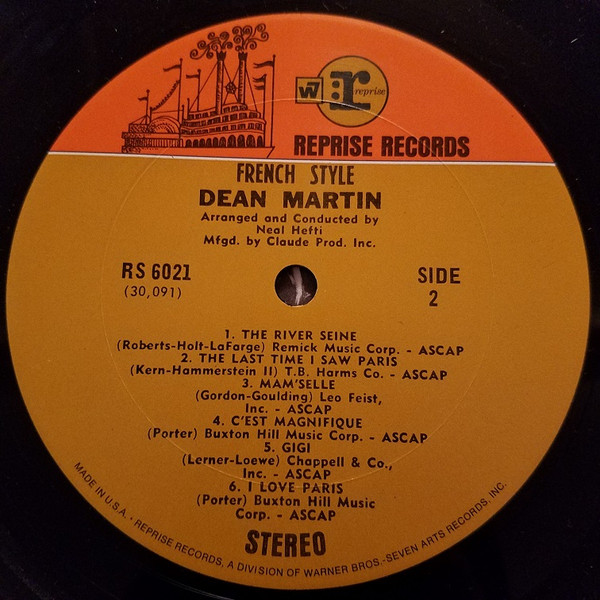 W7 r reprise
REPRISE RECORDS
FRENCH STYLE
DEAN MARTIN
Arranged and Conducted by
Neal Hefti
Mfgd. by Claude Prod. Inc.
RS 6021
(30,091)
SIDE
2
1. THE RIVER SEINE
(Roberts-Holt-LaFarge) Remick Music Corp. - ASCAP
2. THE LAST TIME I SAW PARIS
(Kern-Hammerstein II) T.B. Harms Co. - ASCAP
3. MAM'SELLE
(Gordon-Goulding) Leo Feist,
Inc. - ASCAP
4. C'EST MAGNIFIQUE
(Porter) Buxton Hill Music Corp. - ASCAP
5. GIGI
(Lerner-Loewe) Chappell & Co.,
Inc. - ASCAP
6. I LOVE PARIS
(Porter) Buxton Hill Music
Corp. - ASCAP
STEREO
MADE IN U.S.A. • REPRISE RECORDS, A DIVISION OF WARNER BROS.-SEVEN ARTS RECORDS, INC.